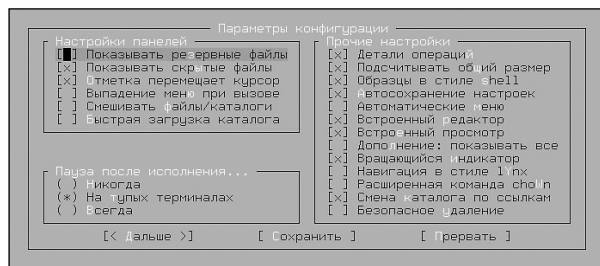 Параметры конфигурации
Настройки панелей
[ ] Показывать резервные файлы
[x] Показывать скрытые файлы
[x] Отметка перемещает курсор
[ ] Выпадение меню при вызове
[ ] Смешивать файлы/каталоги
[ ] Быстрая загрузка каталога
Пауза после исполнения...
( ) Никогда
(*) На тупых терминалах
( ) Всегда
Прочие настройки
[x] Детали операций
[x] Подсчитывать общий размер
[x] Образцы в стиле shell
[x] Автосохранение настроек
[ ] Автоматические меню
[x] Встроенный редактор
[x] Встроенный просмотр
[ ] Дополнение: показывать все
[x] Вращающийся индикатор
[ ] Навигация в стиле lYnx
[ ] Расширенная команда choWn
[x] Смена каталога по ссылкам
[ ] Безопасное удаление
[< Дальше >] [ Сохранить ] [ Прервать ]